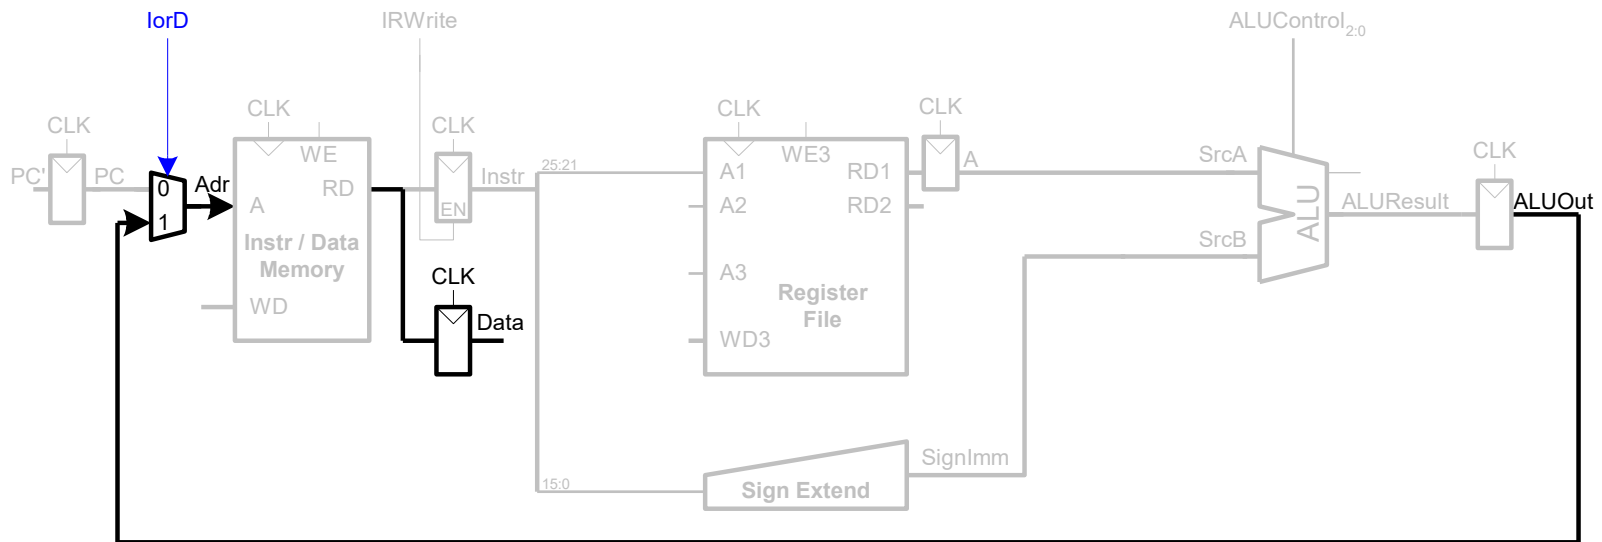 IorD
IRWrite
ALUControl2:0
CLK
CLK
CLK
CLK
CLK
CLK
PC'
PC
0
1
Adr
WE
RD
A
Instr / Data
Memory
WD
EN
Instr
CLK
Data
25:21
15:0
WE3
A1
RD1
A2
RD2
A3
Register
File
WD3
A
SignImm
Sign Extend
SrcA
SrcB
ALU
ALUResult
ALUOut